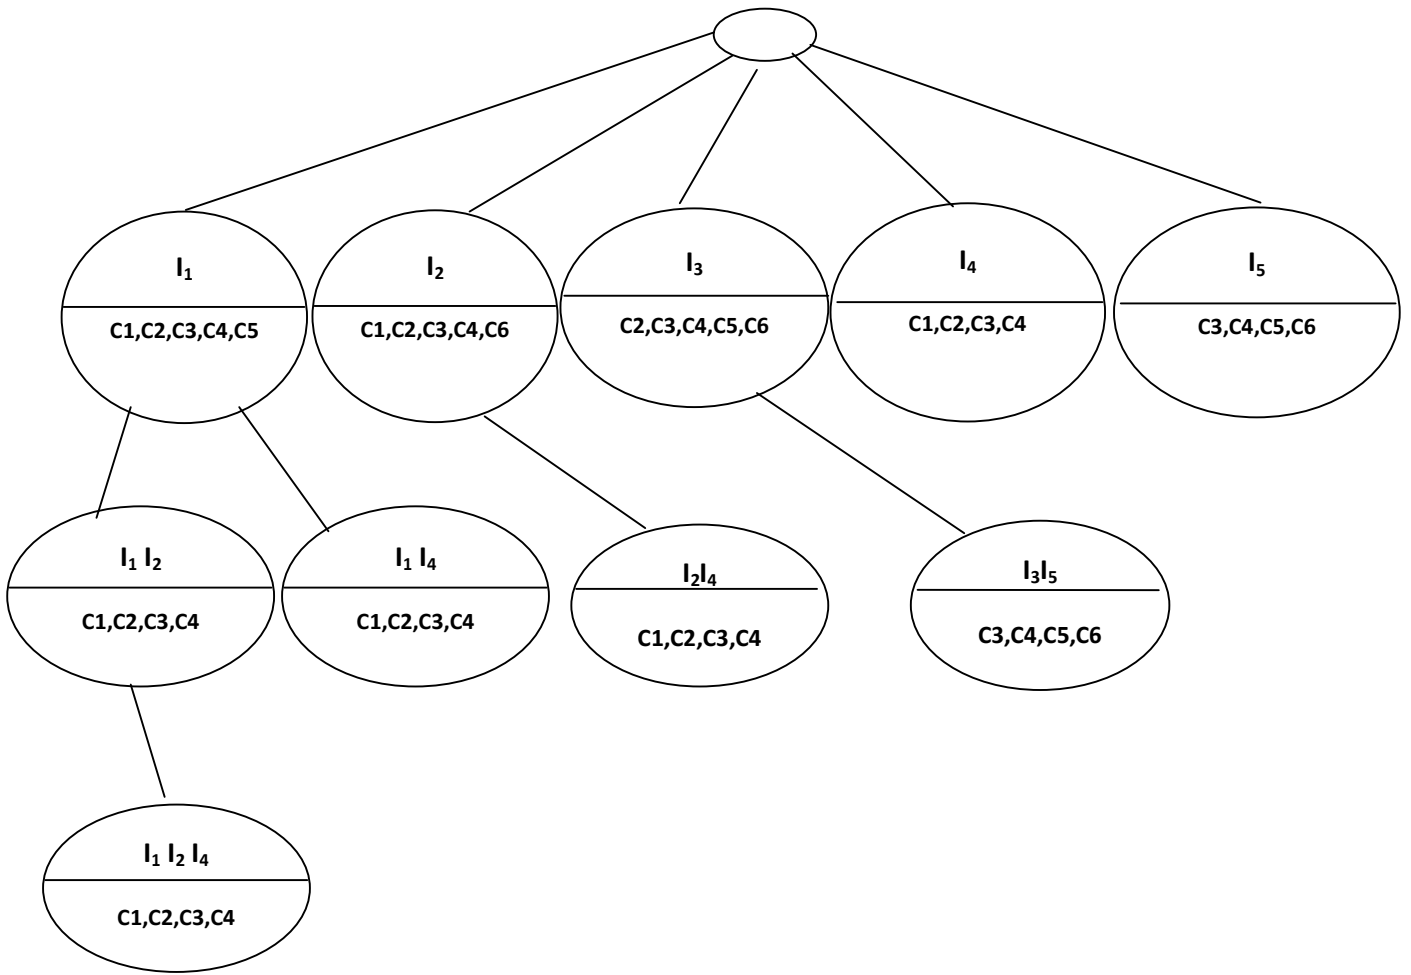 I₁
C1,C2,C3,C4,C5
I₂
C1,C2,C3,C4,C6
I₃
C2,C3,C4,C5,C6
I₄
C1,C2,C3,C4
I₅
C3,C4,C5,C6
I₁ I₂
C1,C2,C3,C4
I₁ I₄
C1,C2,C3,C4
I₂I₄
C1,C2,C3,C4
I₃I₅
C3,C4,C5,C6
I₁ I₂ I₄
C1,C2,C3,C4